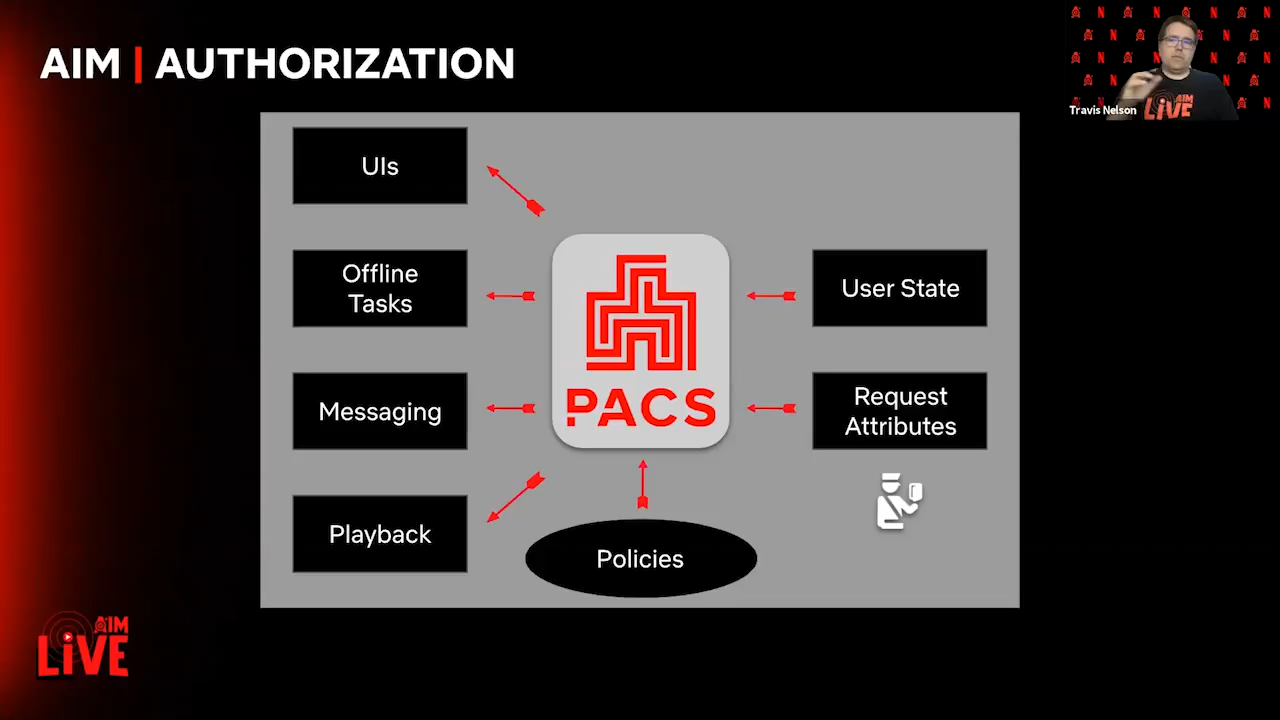 AIM | AUTHORIZATION
Travis Nelson
AIM
LiVE
UIs
Offline
Tasks
Messaging
Playback
PACS
Policies
User State
Request
Attributes
AIM
LiVE